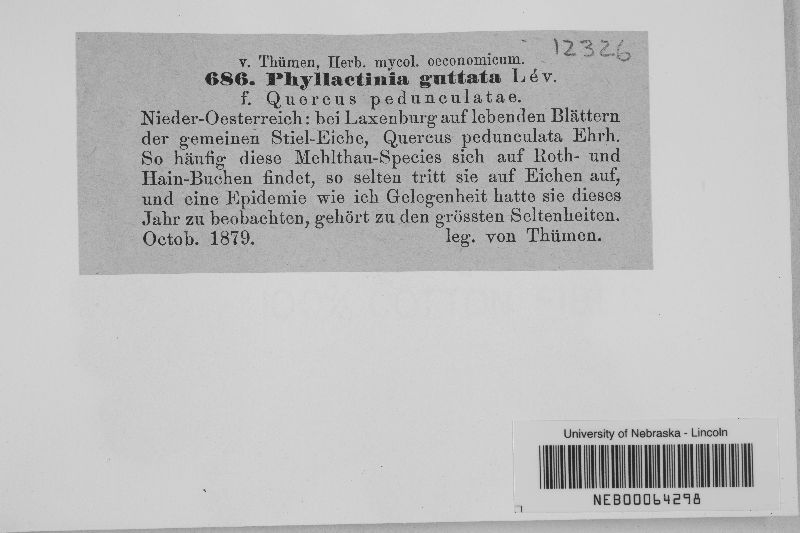 v. Thümen, Herb. mycol. oeconomicum. 12326
686. Phyllactinia guttata Lév.
f. Quercus pedunculatae.
Nieder-Oesterreich: bei Laxenburg auf lebenden Blättern
der gemeinen Stiel-Eiche, Quercus pedunculata Ehrh.
So häufig diese Mehlthau-Species sich auf Roth- und
Hain-Buchen findet, so selten tritt sie auf Eichen auf,
und eine Epidemie wie ich Gelegenheit hatte sie dieses
Jahr zu beobachten, gehört zu den grössten Seltenheiten.
Octob. 1879. leg. von Thümen.
University of Nebraska - Lincoln
NEB00064298